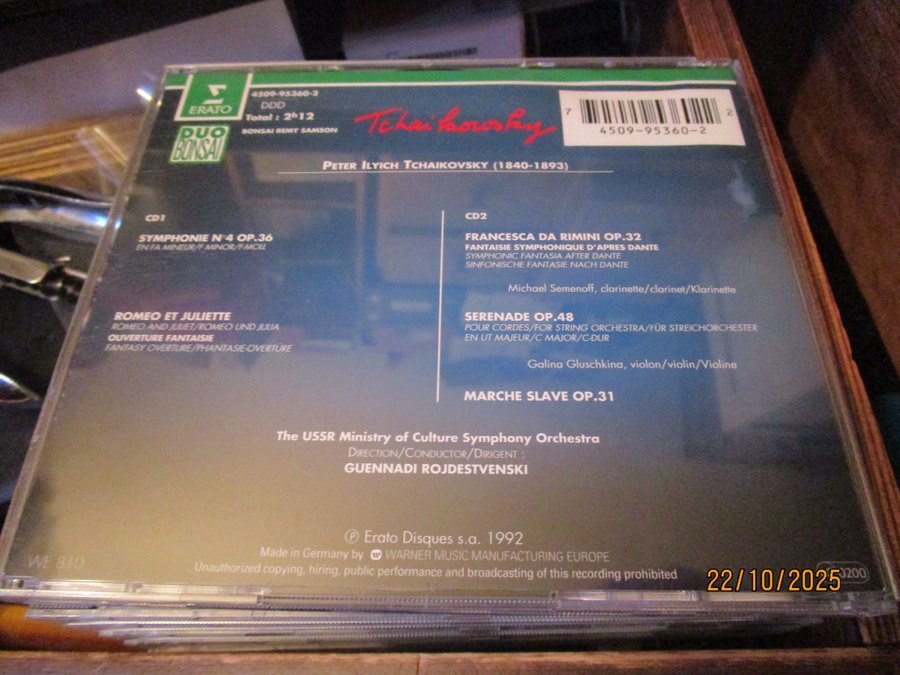 ERATO
4509-95360-2
DDD
Total : 2h12
BONSAI REMY SAMSON
DUO
BONSAI
Tchaikovsky
7 4509-95360-2 2
PETER ILYICH TCHAIKOVSKY (1840-1893)
CD1
SYMPHONIE N°4 OP.36
EN FA MINEUR/F MINOR/F-MOLL
ROMEO ET JULIETTE
ROMEO AND JULIET/ROMEO UND JULIA
OUVERTURE FANTAISIE
FANTASY OVERTURE/PHANTASIE-OVERTÜRE
CD2
FRANCESCA DA RIMINI OP.32
FANTAISIE SYMPHONIQUE D'APRES DANTE
SYMPHONIC FANTASIA AFTER DANTE
SINFONISCHE FANTASIE NACH DANTE
Michael Semenoff, clarinette/clarinet/Klarinette
SERENADE OP.48
POUR CORDES/FOR STRING ORCHESTRA/FÜR STREICHORCHESTER
EN UT MAJEUR/C MAJOR/C-DUR
Galina Gluschkina, violon/violin/Violine
MARCHE SLAVE OP.31
The USSR Ministry of Culture Symphony Orchestra
DIRECTION/CONDUCTOR/DIRIGENT :
GUENNADI ROJDESTVENSKI
℗ Erato Disques s.a. 1992
Made in Germany by WARNER MUSIC MANUFACTURING EUROPE
Unauthorized copying, hiring, public performance and broadcasting of this recording prohibited
WE 810
22/10/2025